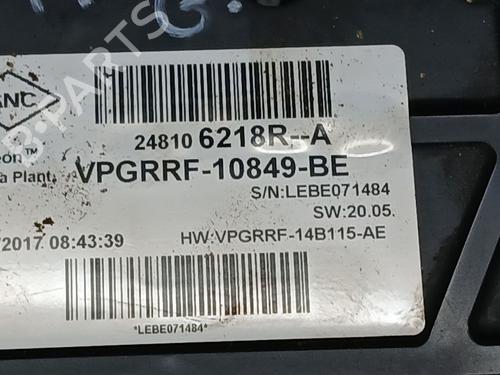 24810 6218R--A
VPGRRF-10849-BE
Plant.
S/N:LEBE071484
SW:20.05.
/2017 08:43:39
HW:VPGRRF-14B115-AE
*LEBE071484*
B-PARTS